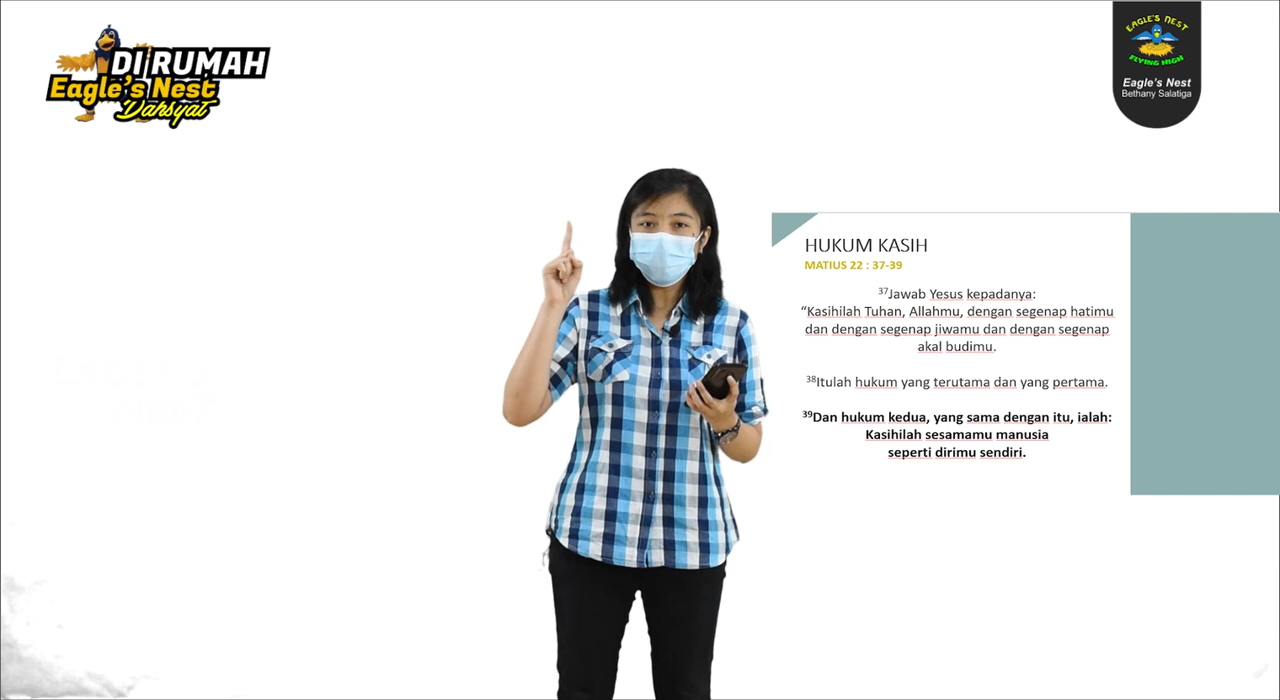 DI RUMAH
Eagle's Nest
Dahsyat
EAGLE'S NEST
FLYING HIGH
Eagle's Nest
Bethany Salatiga
HUKUM KASIH
MATIUS 22 : 37-39
37Jawab Yesus kepadanya:
“Kasihilah Tuhan, Allahmu, dengan segenap hatimu
dan dengan segenap jiwamu dan dengan segenap
akal budimu.
38Itulah hukum yang terutama dan yang pertama.
39Dan hukum kedua, yang sama dengan itu, ialah:
Kasihilah sesamamu manusia
seperti dirimu sendiri.